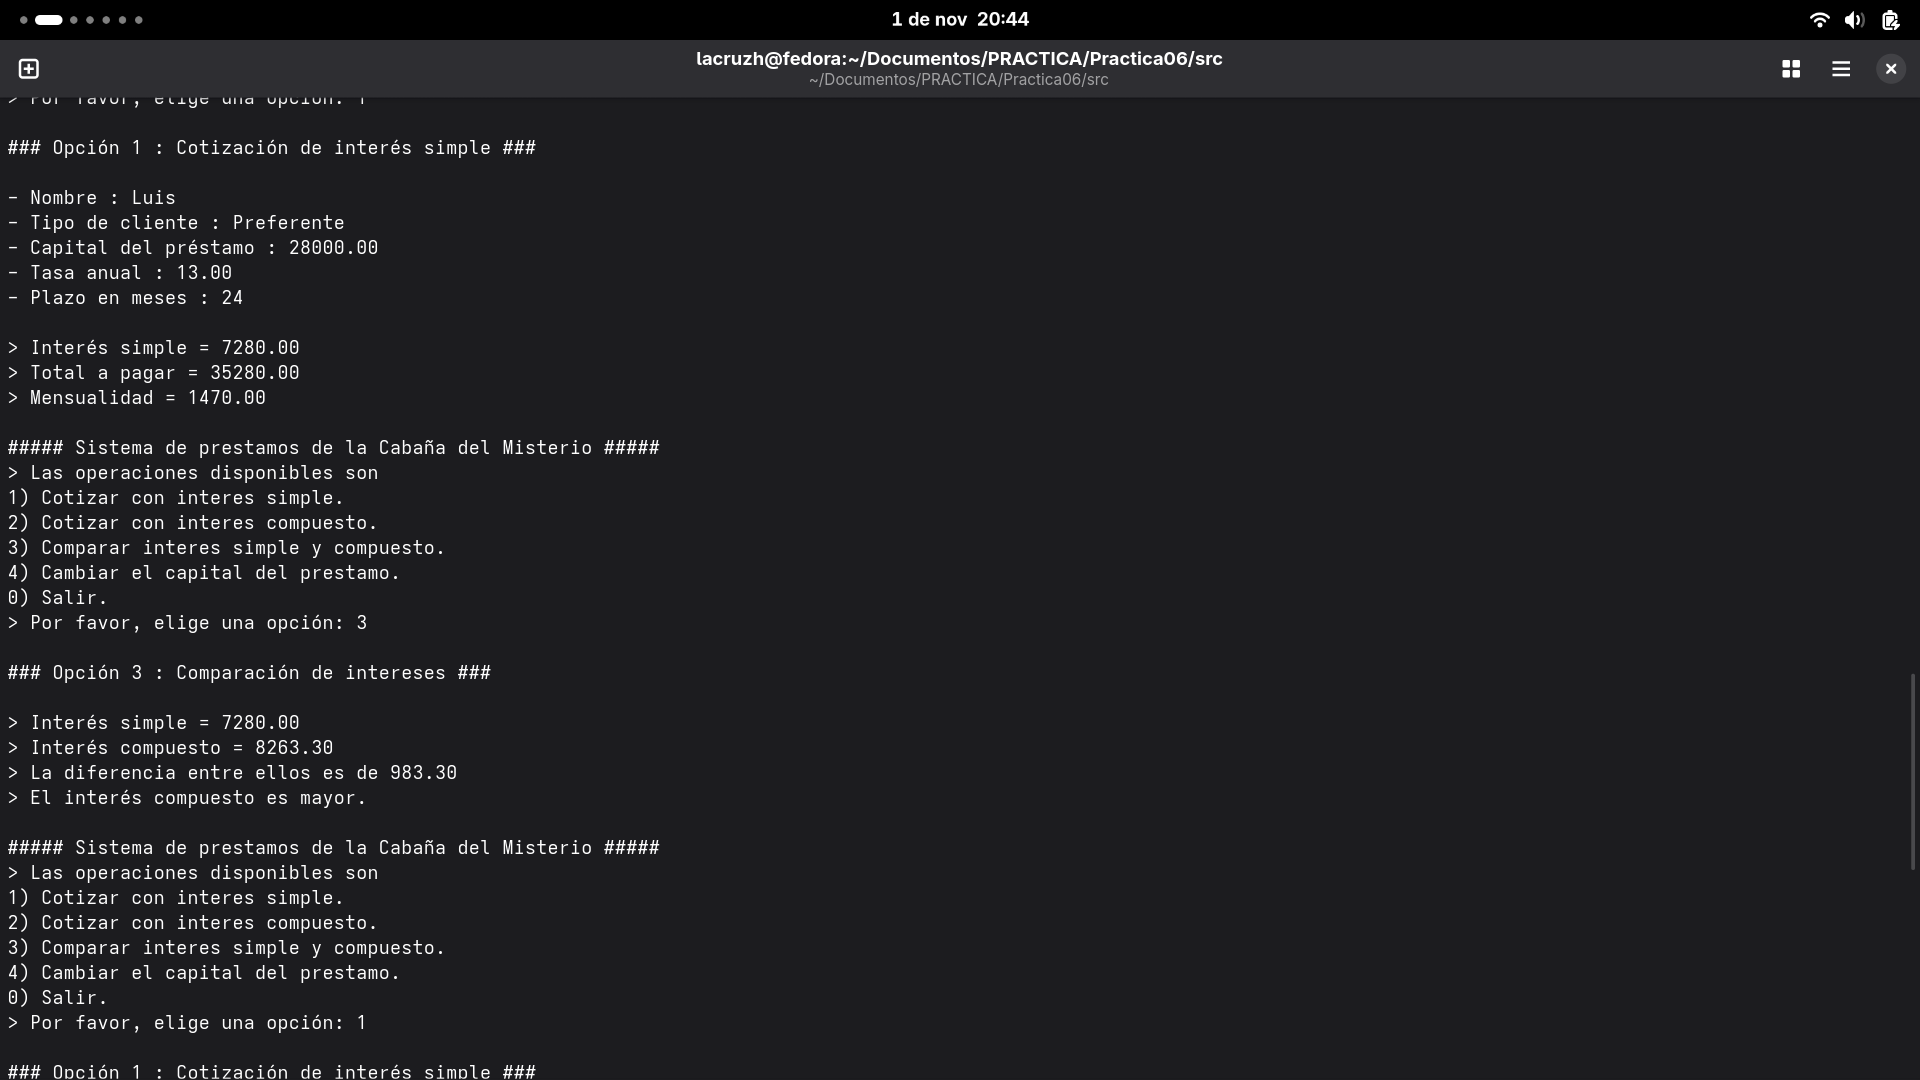 1 de nov 20:44
lacruzh@fedora:~/Documentos/PRACTICA/Practica06/src
~/Documentos/PRACTICA/Practica06/src
> Por favor, elige una opción: 1
### Opción 1 : Cotización de interés simple ###
- Nombre : Luis
- Tipo de cliente : Preferente
- Capital del préstamo : 28000.00
- Tasa anual : 13.00
- Plazo en meses : 24
> Interés simple = 7280.00
> Total a pagar = 35280.00
> Mensualidad = 1470.00
##### Sistema de prestamos de la Cabaña del Misterio #####
> Las operaciones disponibles son
1) Cotizar con interes simple.
2) Cotizar con interes compuesto.
3) Comparar interes simple y compuesto.
4) Cambiar el capital del prestamo.
0) Salir.
> Por favor, elige una opción: 3
### Opción 3 : Comparación de intereses ###
> Interés simple = 7280.00
> Interés compuesto = 8263.30
> La diferencia entre ellos es de 983.30
> El interés compuesto es mayor.
##### Sistema de prestamos de la Cabaña del Misterio #####
> Las operaciones disponibles son
1) Cotizar con interes simple.
2) Cotizar con interes compuesto.
3) Comparar interes simple y compuesto.
4) Cambiar el capital del prestamo.
0) Salir.
> Por favor, elige una opción: 1
### Opción 1 : Cotización de interés simple ###